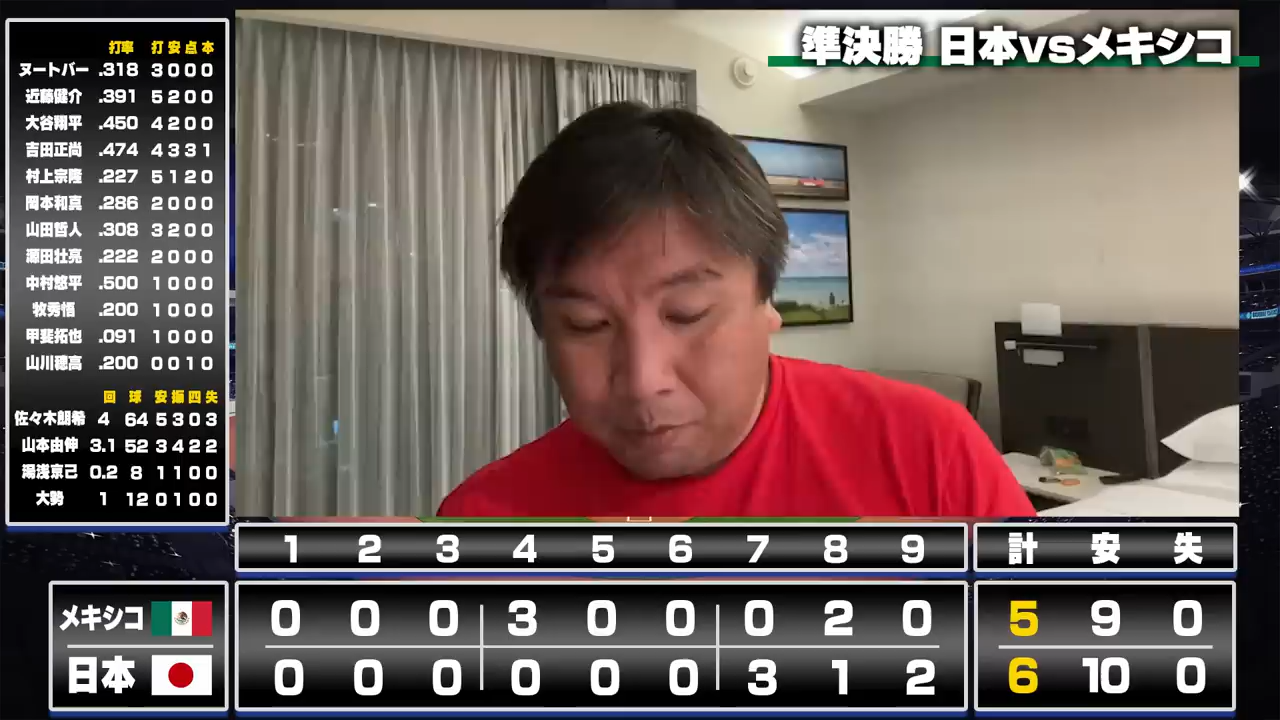 準決勝 日本vsメキシコ
打率 打 安 点 本
ヌートバー .318 3 0 0 0
近藤健介 .391 5 2 0 0
大谷翔平 .450 4 2 0 0
吉田正尚 .474 4 3 3 1
村上宗隆 .227 5 1 2 0
岡本和真 .286 2 0 0 0
山田哲人 .308 3 2 0 0
源田壮亮 .222 2 0 0 0
中村悠平 .500 1 0 0 0
牧秀悟 .200 1 0 0 0
甲斐拓也 .091 1 0 0 0
山川穂高 .200 0 0 1 0
回 球 安 振 四 失
佐々木朗希 4 64 5 3 0 3
山本由伸 3.1 52 3 4 2 2
湯浅京己 0.2 8 1 1 0 0
大勢 1 12 0 1 0 0
1 2 3 4 5 6 7 8 9 計 安 失
メキシコ 0 0 0 3 0 0 0 2 0 5 9 0
日本 0 0 0 0 0 0 3 1 2 6 10 0